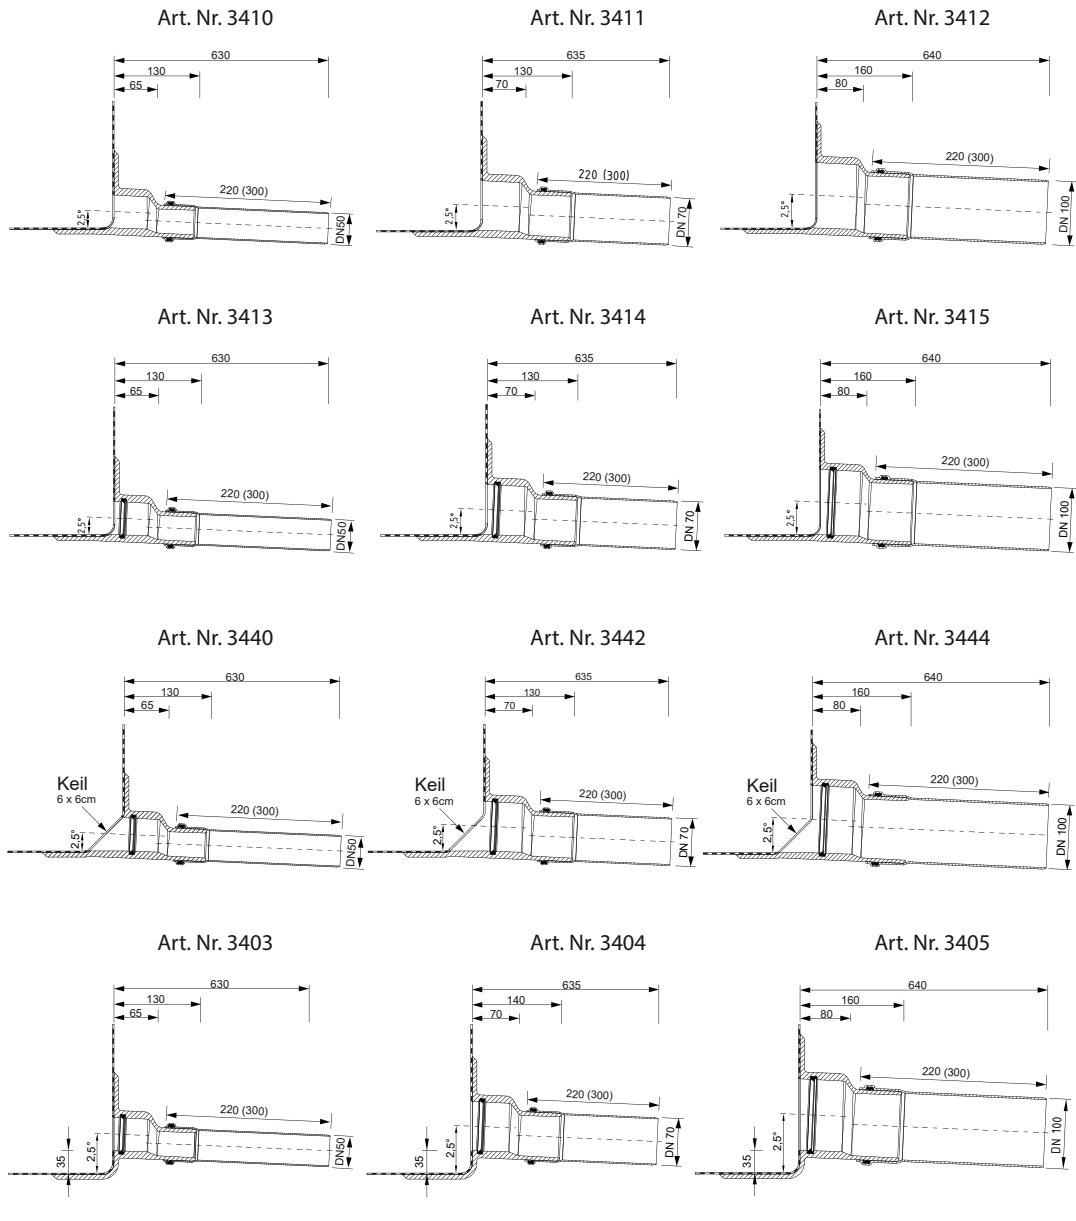 Art. Nr. 3410
630
130
65
220 (300)
2,5°
DN50
Art. Nr. 3411
635
130
70
220 (300)
2,5°
DN 70
Art. Nr. 3412
640
160
80
220 (300)
2,5°
DN 100
Art. Nr. 3413
630
130
65
220 (300)
2,5°
DN50
Art. Nr. 3414
635
130
70
220 (300)
2,5°
DN 70
Art. Nr. 3415
640
160
80
220 (300)
2,5°
DN 100
Art. Nr. 3440
630
130
65
Keil
6 x 6cm
220 (300)
2,5°
DN50
Art. Nr. 3442
635
130
70
Keil
6 x 6cm
220 (300)
2,5°
DN 70
Art. Nr. 3444
640
160
80
Keil
6 x 6cm
220 (300)
2,5°
DN 100
Art. Nr. 3403
630
130
65
220 (300)
35
2,5°
DN50
Art. Nr. 3404
635
140
70
220 (300)
35
2,5°
DN 70
Art. Nr. 3405
640
160
80
220 (300)
35
2,5°
DN 100